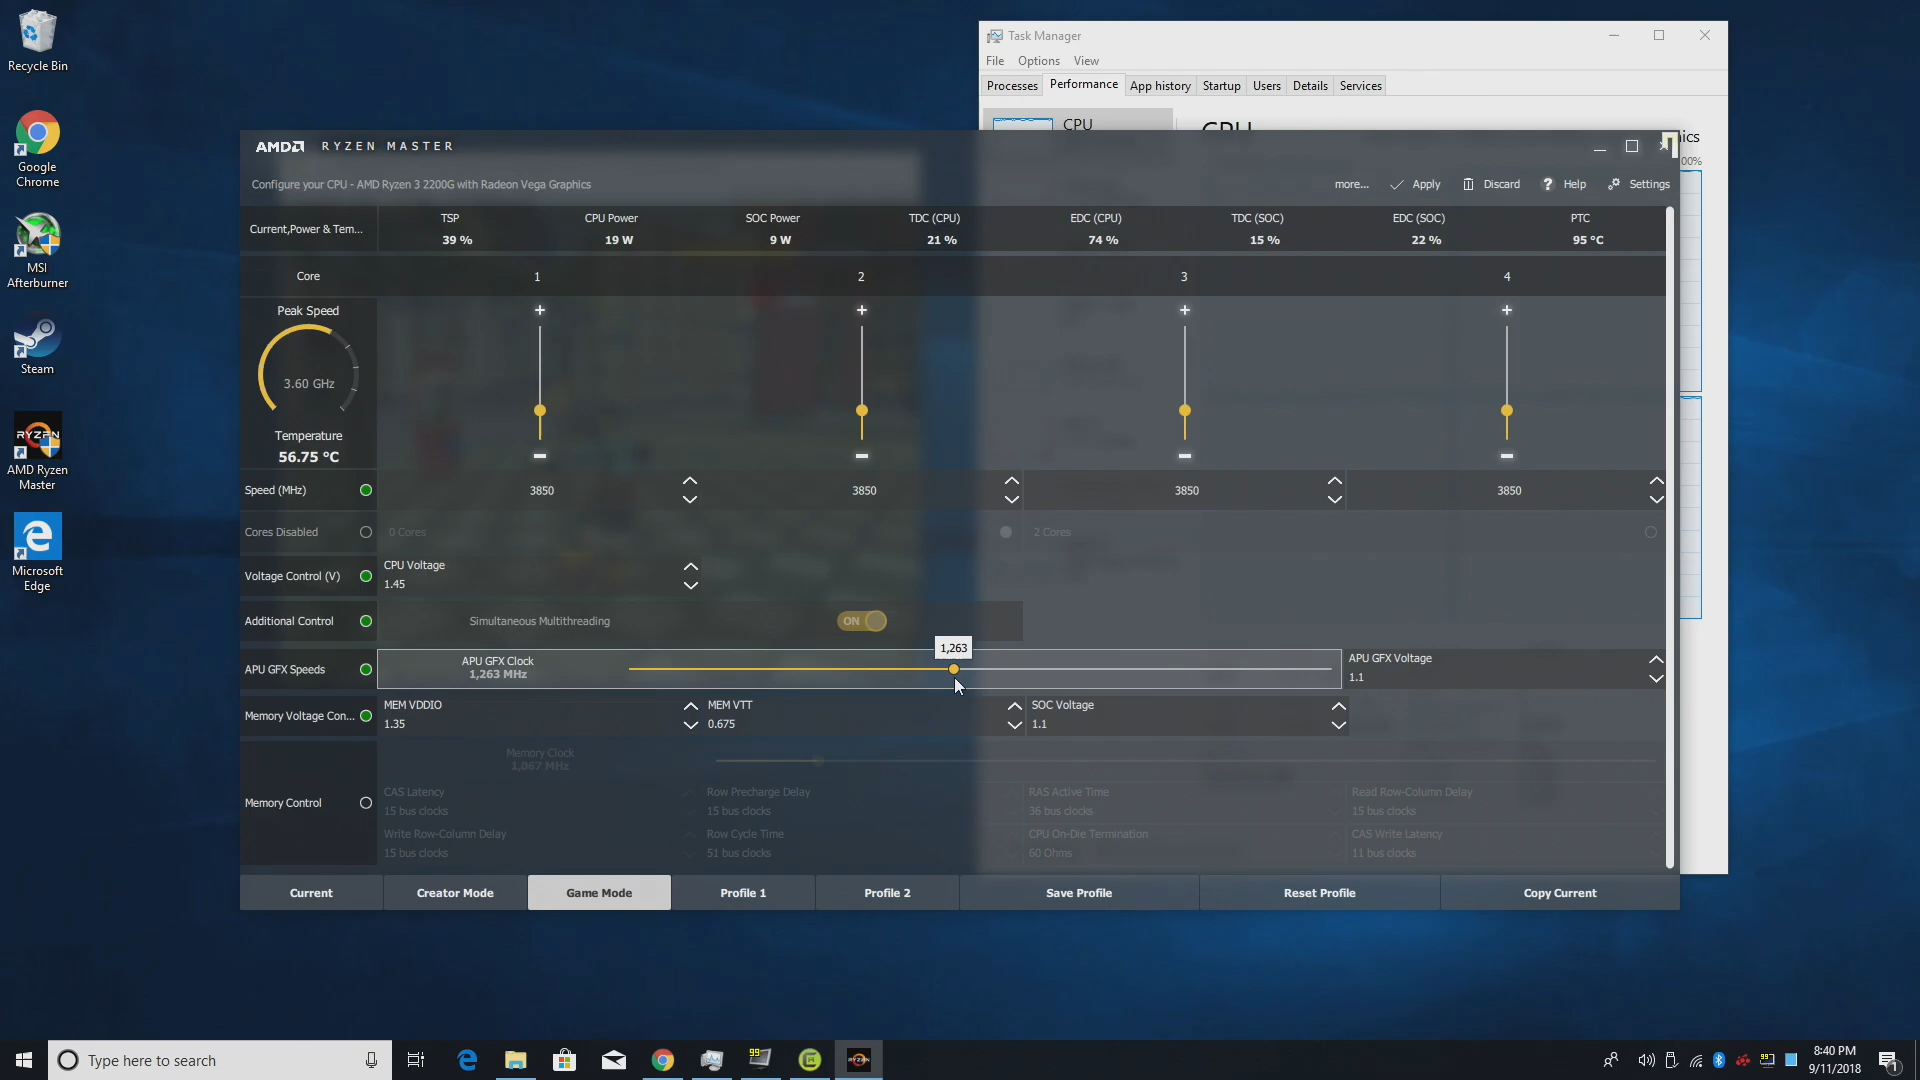 Recycle Bin
Google
Chrome
MSI
Afterburner
Steam
RYZEN
AMD Ryzen
Master
Microsoft
Edge
Task Manager
File Options View
Processes Performance App history Startup Users Details Services
CPU
CPU
ics
00%
AMD RYZEN MASTER
Configure your CPU - AMD Ryzen 3 2200G with Radeon Vega Graphics
more... Apply Discard Help Settings
Current,Power & Tem...
TSP CPU Power SOC Power TDC (CPU) EDC (CPU) TDC (SOC) EDC (SOC) PTC
39 % 19 W 9 W 21 % 74 % 15 % 22 % 95 °C
Core 1 2 3 4
Peak Speed
3.60 GHz
Temperature
56.75 °C
Speed (MHz) 3850 3850 3850 3850
Cores Disabled 0 Cores 2 Cores
Voltage Control (V)
CPU Voltage
1.45
Additional Control Simultaneous Multithreading ON
1,263
APU GFX Speeds
APU GFX Clock
1,263 MHz
APU GFX Voltage
1.1
Memory Voltage Con...
MEM VDDIO
1.35
MEM VTT
0.675
SOC Voltage
1.1
Memory Control
Memory Clock
1,067 MHz
CAS Latency Row Precharge Delay RAS Active Time Read Row-Column Delay
15 bus clocks 15 bus clocks 36 bus clocks 15 bus clocks
Write Row-Column Delay Row Cycle Time CPU On-Die Termination CAS Write Latency
15 bus clocks 51 bus clocks 60 Ohms 11 bus clocks
Current Creator Mode Game Mode Profile 1 Profile 2 Save Profile Reset Profile Copy Current
Type here to search
99
RYZEN
99
8:40 PM
9/11/2018
1